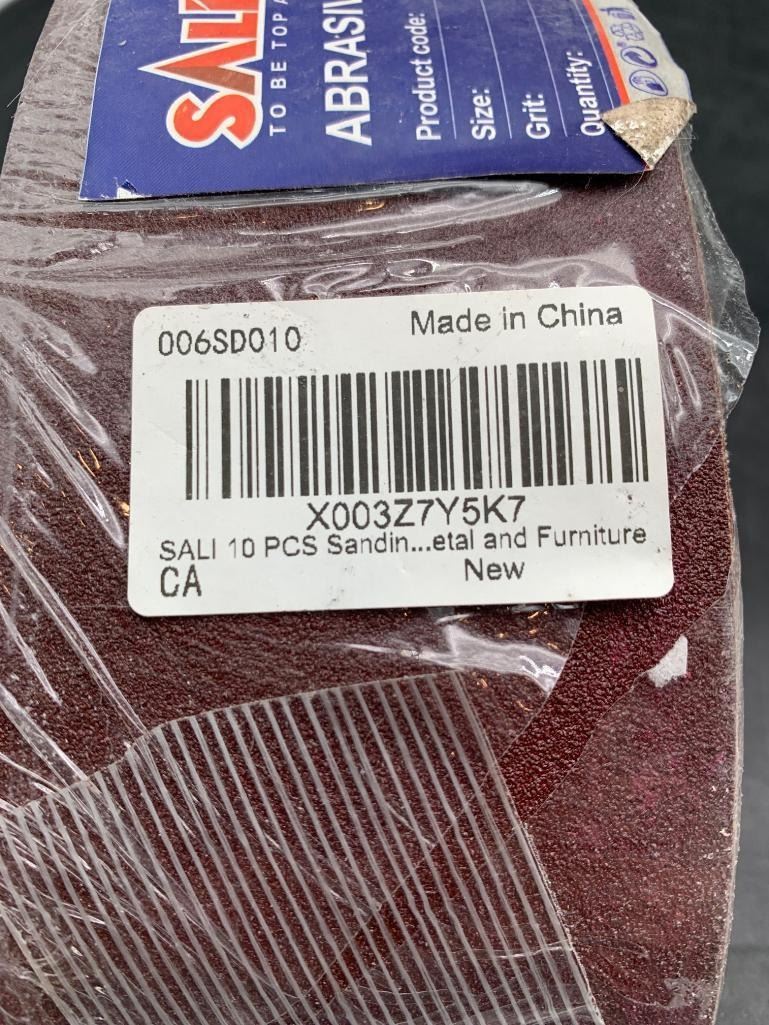 SALI
TO BE TOP A
ABRASIV
Product code:
Size:
Grit:
Quantity:
006SD010
Made in China
X003Z7Y5K7
SALI 10 PCS Sandin...etal and Furniture
CA
New